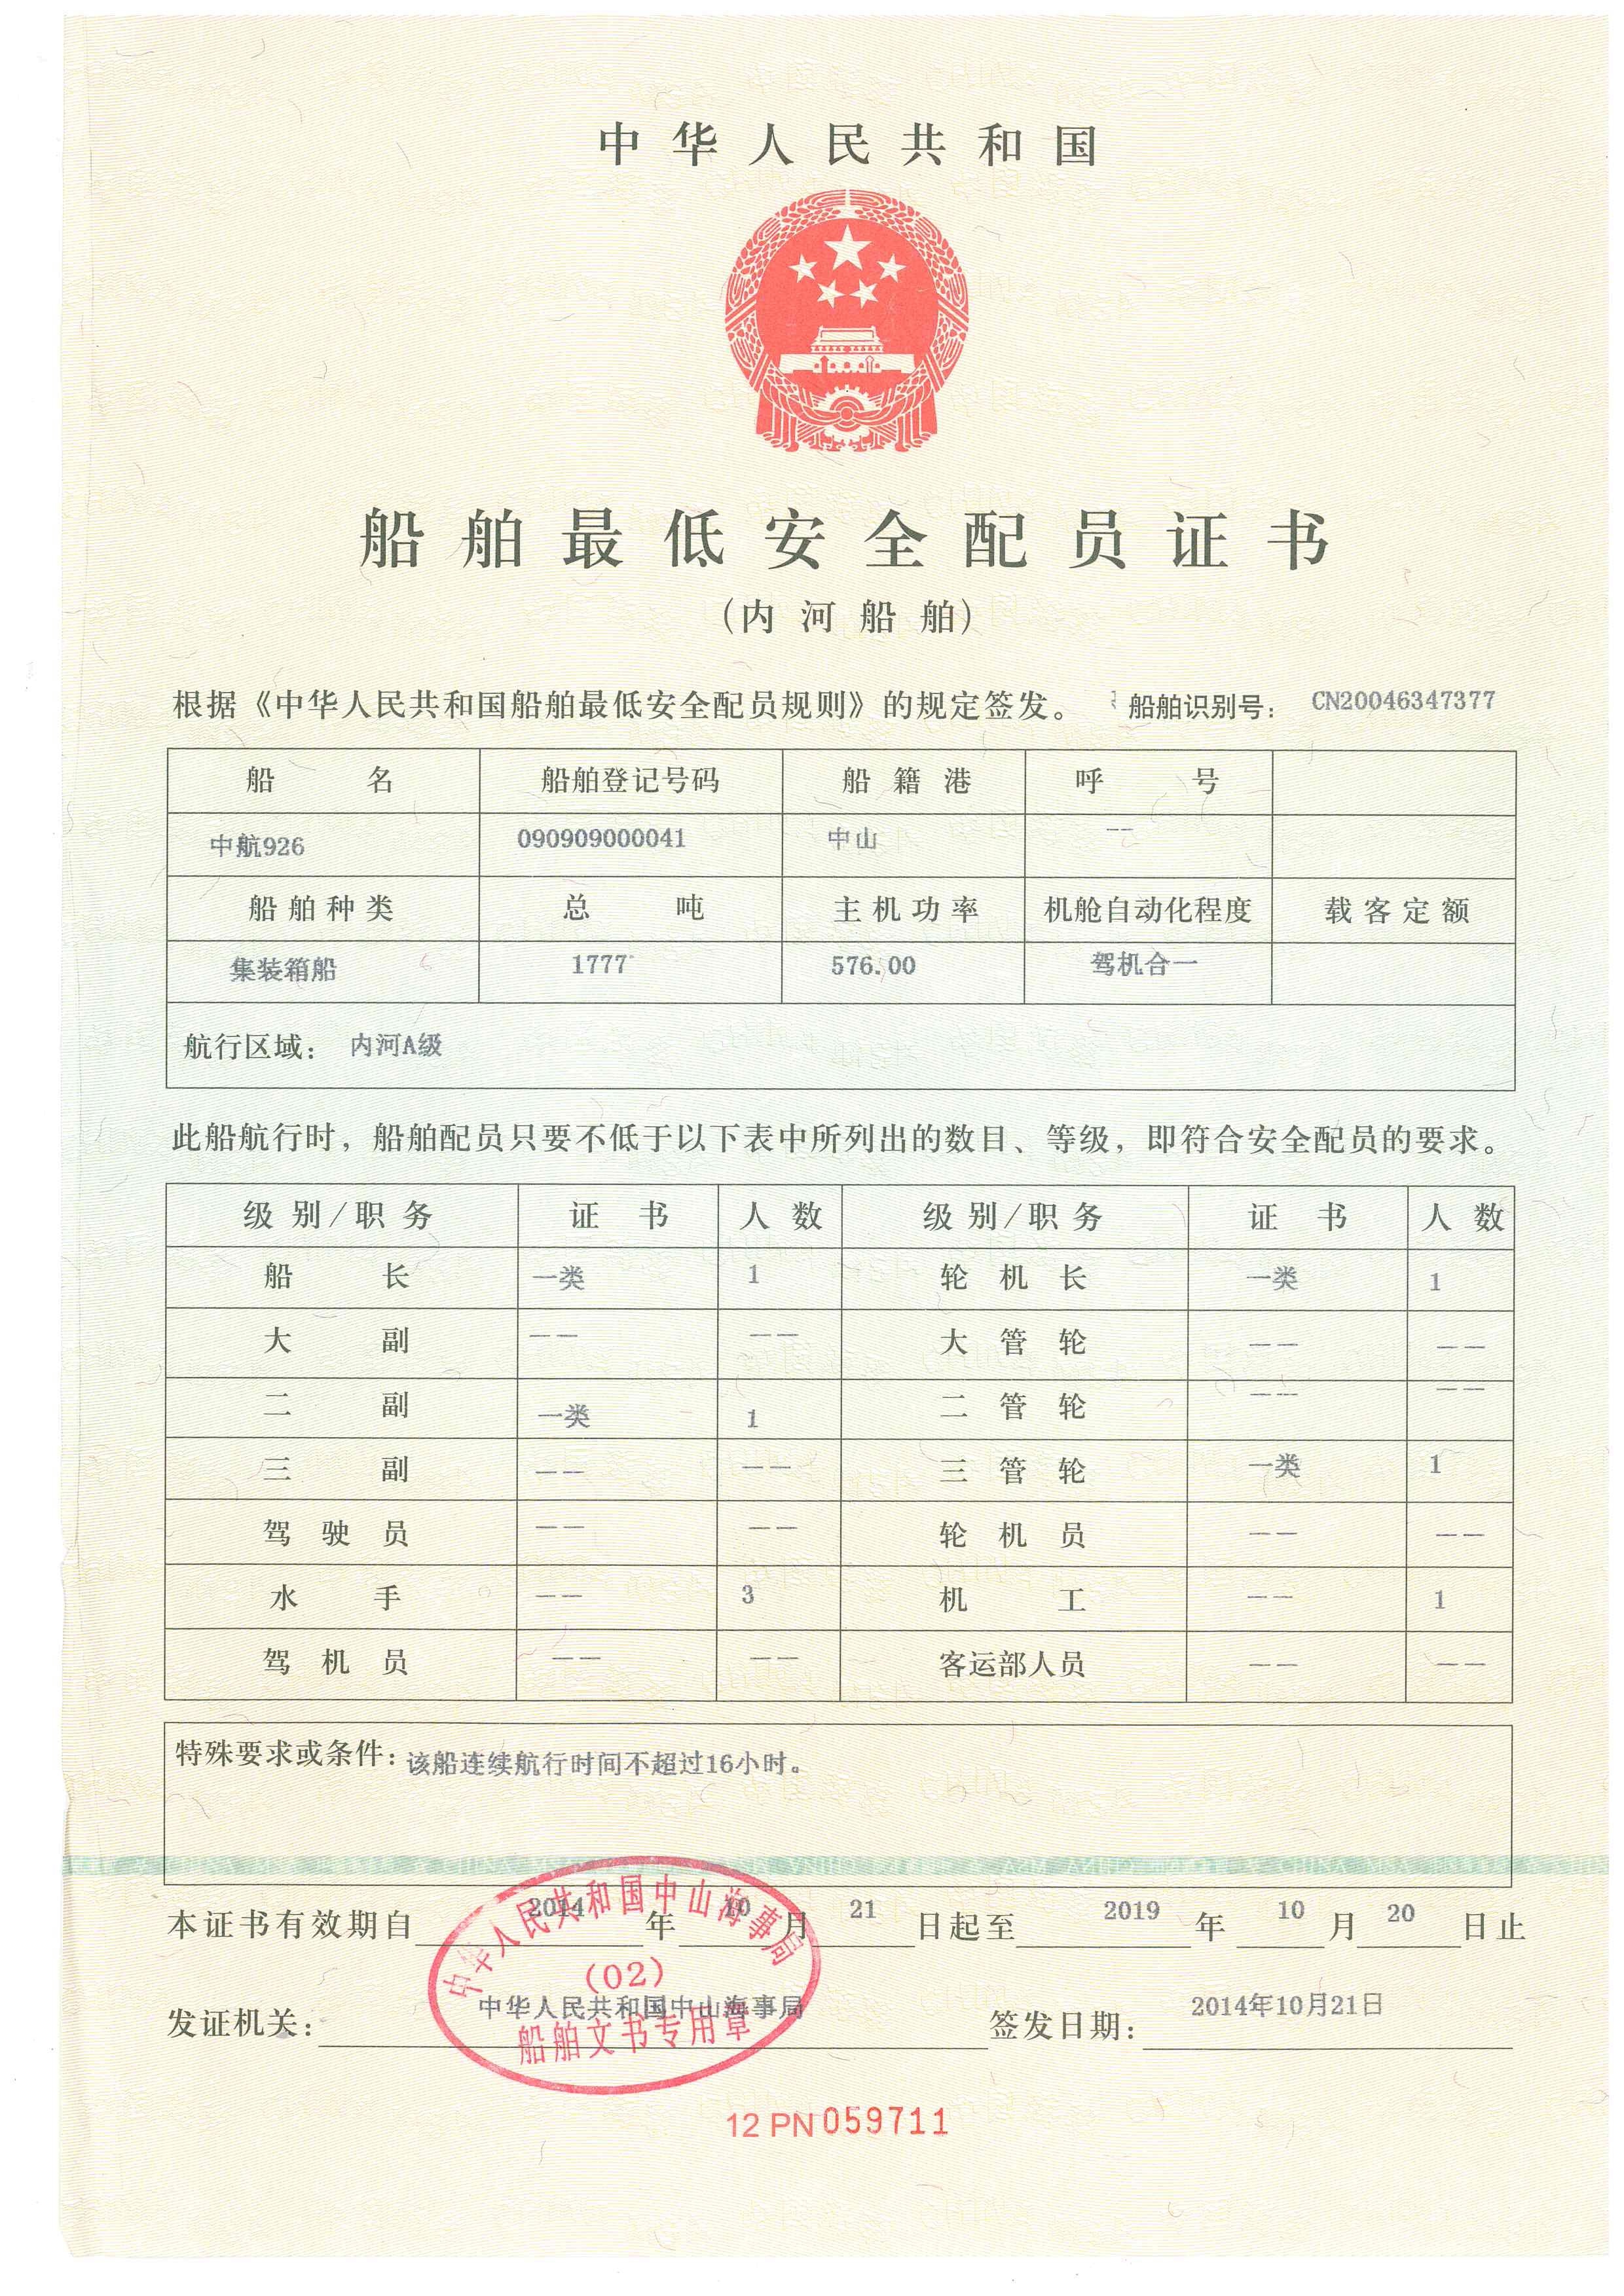 中华人民共和国
船舶最低安全配员证书
(内河船舶)
根据《中华人民共和国船舶最低安全配员规则》的规定签发。 船舶识别号： CN20046347377
船名 船舶登记号码 船籍港 呼号
中航926 090909000041 中山 --
船舶种类 总吨 主机功率 机舱自动化程度 载客定额
集装箱船 1777 576.00 驾机合一
航行区域： 内河A级
此船航行时，船舶配员只要不低于以下表中所列出的数目、等级，即符合安全配员的要求。
级别/职务 证书 人数 级别/职务 证书 人数
船长 一类 1 轮机长 一类 1
大副 -- -- 大管轮 -- --
二副 一类 1 二管轮 -- --
三副 -- -- 三管轮 一类 1
驾驶员 -- -- 轮机员 -- --
水手 -- 3 机工 -- 1
驾机员 -- -- 客运部人员 -- --
特殊要求或条件：该船连续航行时间不超过16小时。
本证书有效期自 2014 年 10 月 21 日起至 2019 年 10 月 20 日止
中华人民共和国中山海事局
(02)
船舶文书专用章
发证机关： 中华人民共和国中山海事局 签发日期： 2014年10月21日
12 PN 059711